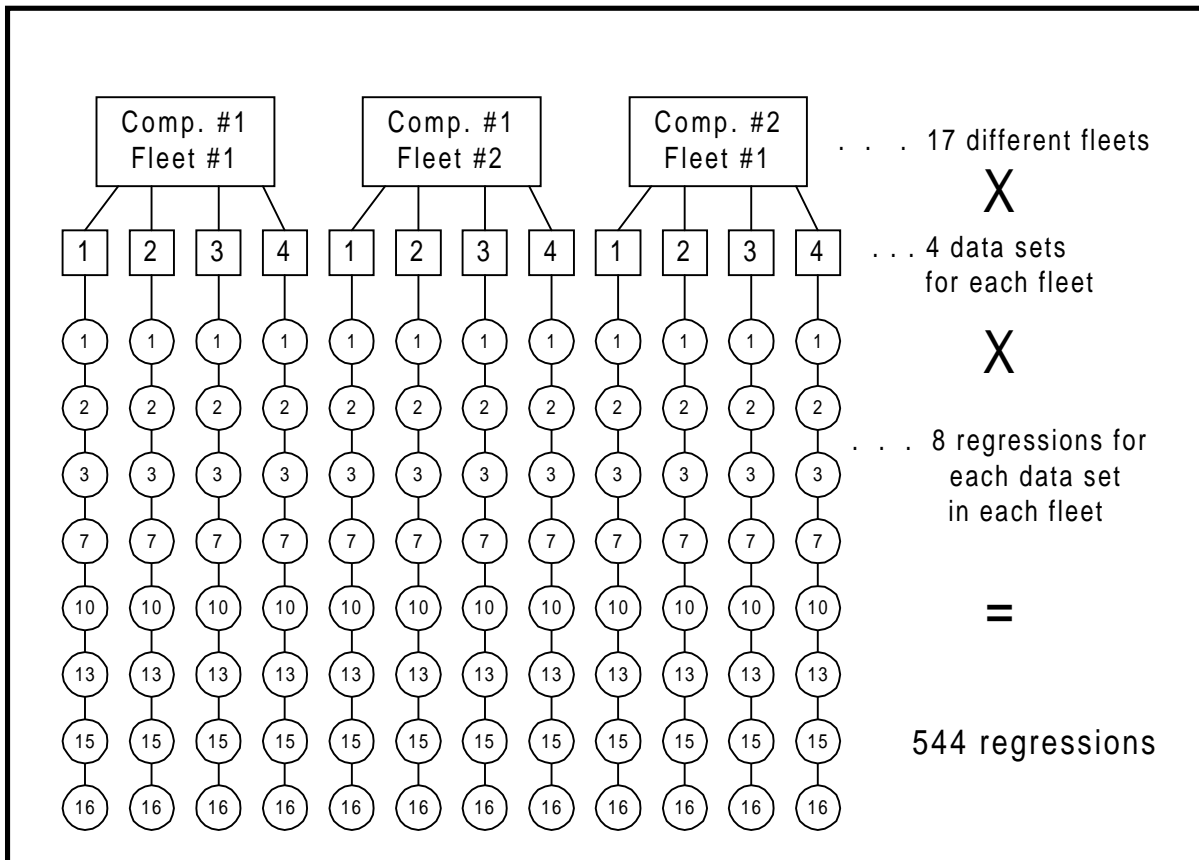 Comp. #1 Comp. #1 Comp. #2
Fleet #1 Fleet #2 Fleet #1
. . . 17 different fleets
X
1 2 3 4 1 2 3 4 1 2 3 4
. . . 4 data sets
for each fleet
1 1 1 1 1 1 1 1 1 1 1 1
X
2 2 2 2 2 2 2 2 2 2 2 2
. . . 8 regressions for
each data set
in each fleet
3 3 3 3 3 3 3 3 3 3 3 3
7 7 7 7 7 7 7 7 7 7 7 7
10 10 10 10 10 10 10 10 10 10 10 10
=
13 13 13 13 13 13 13 13 13 13 13 13
15 15 15 15 15 15 15 15 15 15 15 15
544 regressions
16 16 16 16 16 16 16 16 16 16 16 16